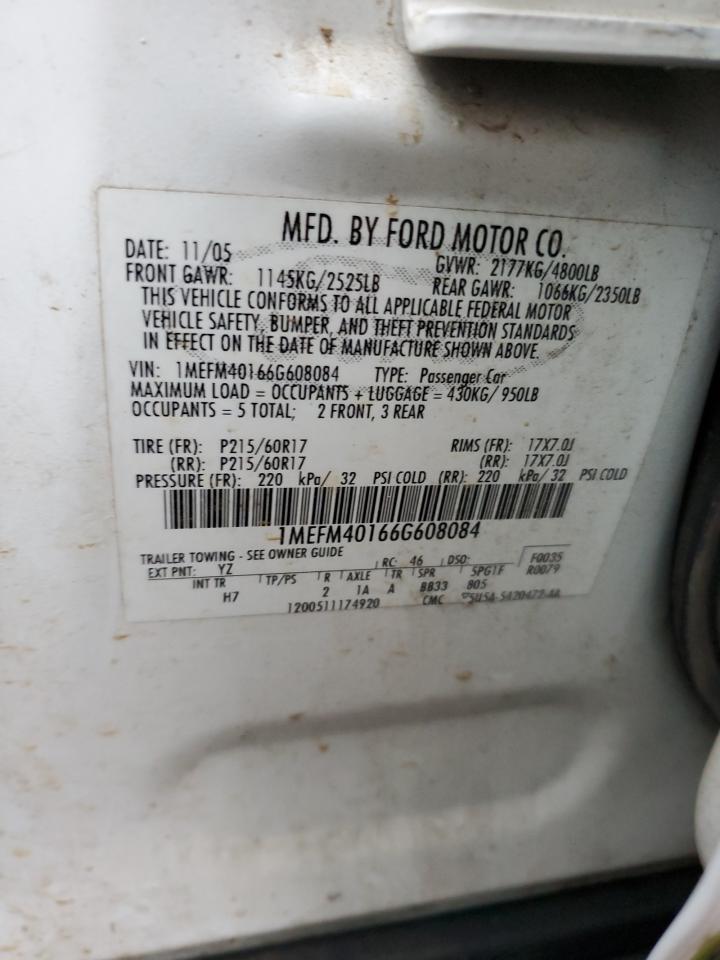 MFD. BY FORD MOTOR CO.
DATE: 11/05 GVWR: 2177KG/4800LB
FRONT GAWR: 1145KG/2525LB REAR GAWR: 1066KG/2350LB
THIS VEHICLE CONFORMS TO ALL APPLICABLE FEDERAL MOTOR
VEHICLE SAFETY, BUMPER, AND THEFT PREVENTION STANDARDS
IN EFFECT ON THE DATE OF MANUFACTURE SHOWN ABOVE.
VIN: 1MEFM40166G608084 TYPE: Passenger Car
MAXIMUM LOAD = OCCUPANTS + LUGGAGE = 430KG/ 950LB
OCCUPANTS = 5 TOTAL; 2 FRONT, 3 REAR
TIRE (FR): P215/60R17 RIMS (FR): 17X7.0J
(RR): P215/60R17 (RR): 17X7.0J
PRESSURE (FR): 220 kPa/ 32 PSI COLD (RR): 220 kPa/ 32 PSI COLD
1MEFM40166G608084
TRAILER TOWING - SEE OWNER GUIDE
EXT PNT: YZ RC: 46 DSO: F0035
INT TR TP/PS R AXLE TR SPR SPG1F R0079
H7 2 1A A BB33 805
1200511174920 CMC